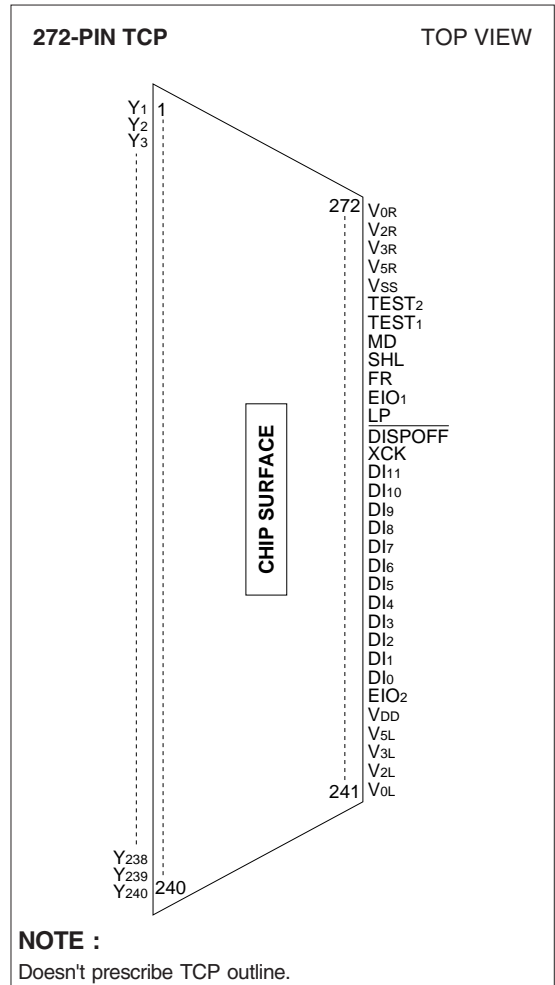 272-PIN TCP TOP VIEW
Y1 1
Y2
Y3
272 V0R
V2R
V3R
V5R
VSS
TEST2
TEST1
MD
SHL
FR
EIO1
LP
DISPOFF
XCK
DI11
DI10
DI9
DI8
DI7
DI6
DI5
DI4
DI3
DI2
DI1
DI0
EIO2
VDD
V5L
V3L
V2L
241 V0L
CHIP SURFACE
Y238
Y239
Y240 240
NOTE :
Doesn't prescribe TCP outline.